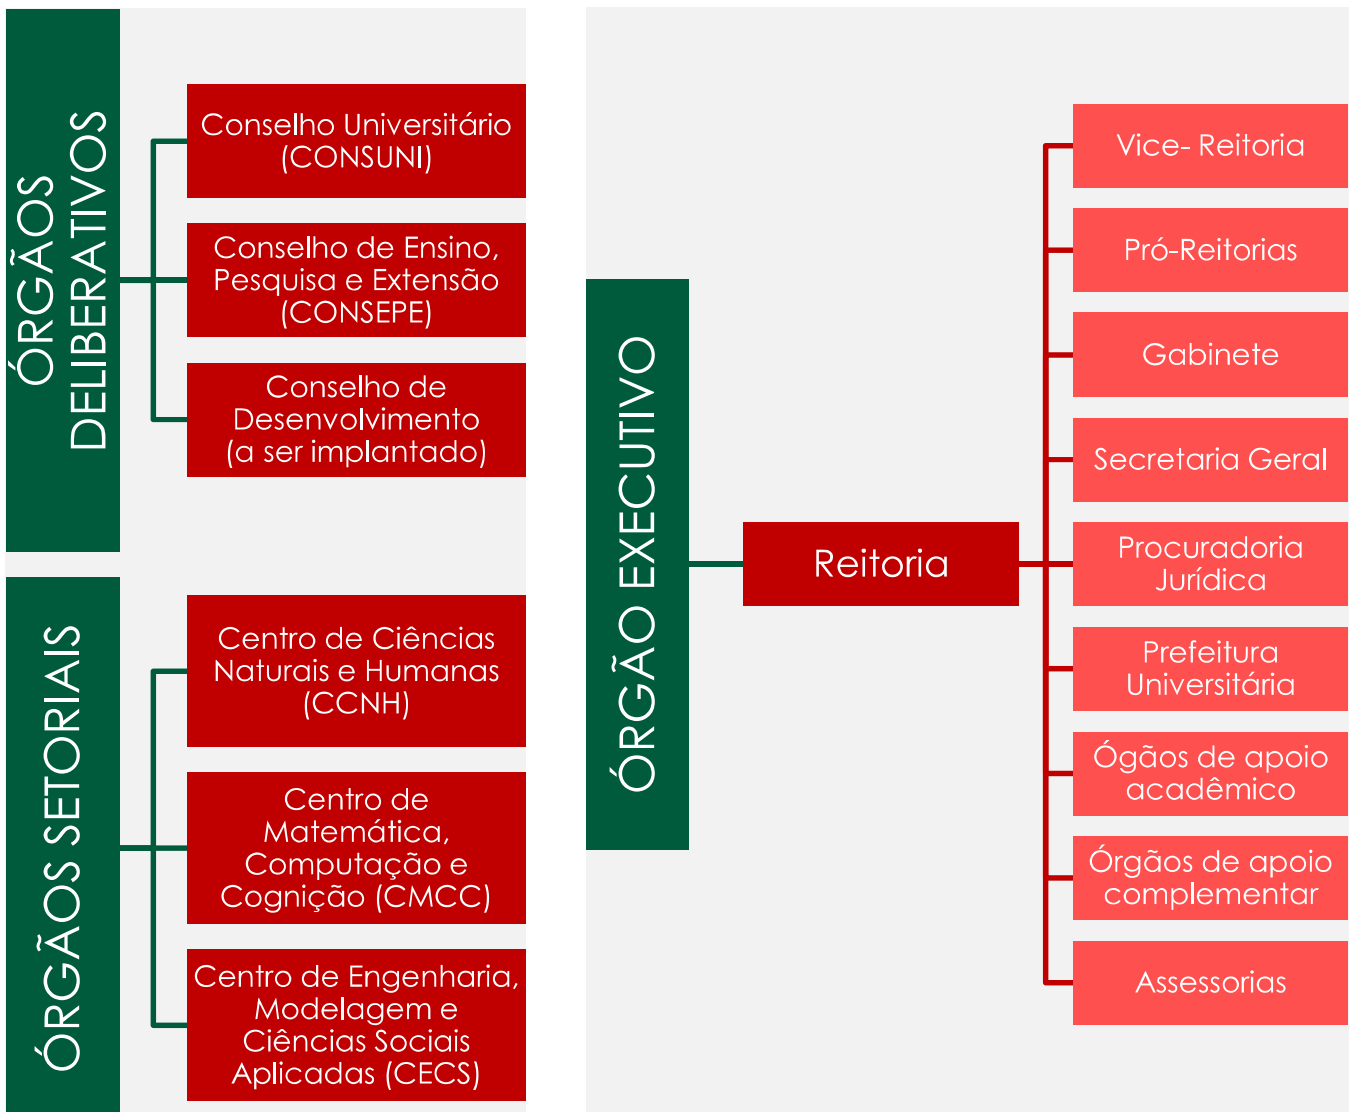 ÓRGÃOS
DELIBERATIVOS
Conselho Universitário
(CONSUNI)
Conselho de Ensino,
Pesquisa e Extensão
(CONSEPE)
Conselho de
Desenvolvimento
(a ser implantado)
ÓRGÃOS SETORIAIS
Centro de Ciências
Naturais e Humanas
(CCNH)
Centro de
Matemática,
Computação e
Cognição (CMCC)
Centro de Engenharia,
Modelagem e
Ciências Sociais
Aplicadas (CECS)
ÓRGÃO EXECUTIVO
Reitoria
Vice- Reitoria
Pró-Reitorias
Gabinete
Secretaria Geral
Procuradoria
Jurídica
Prefeitura
Universitária
Ógãos de apoio
acadêmico
Órgãos de apoio
complementar
Assessorias